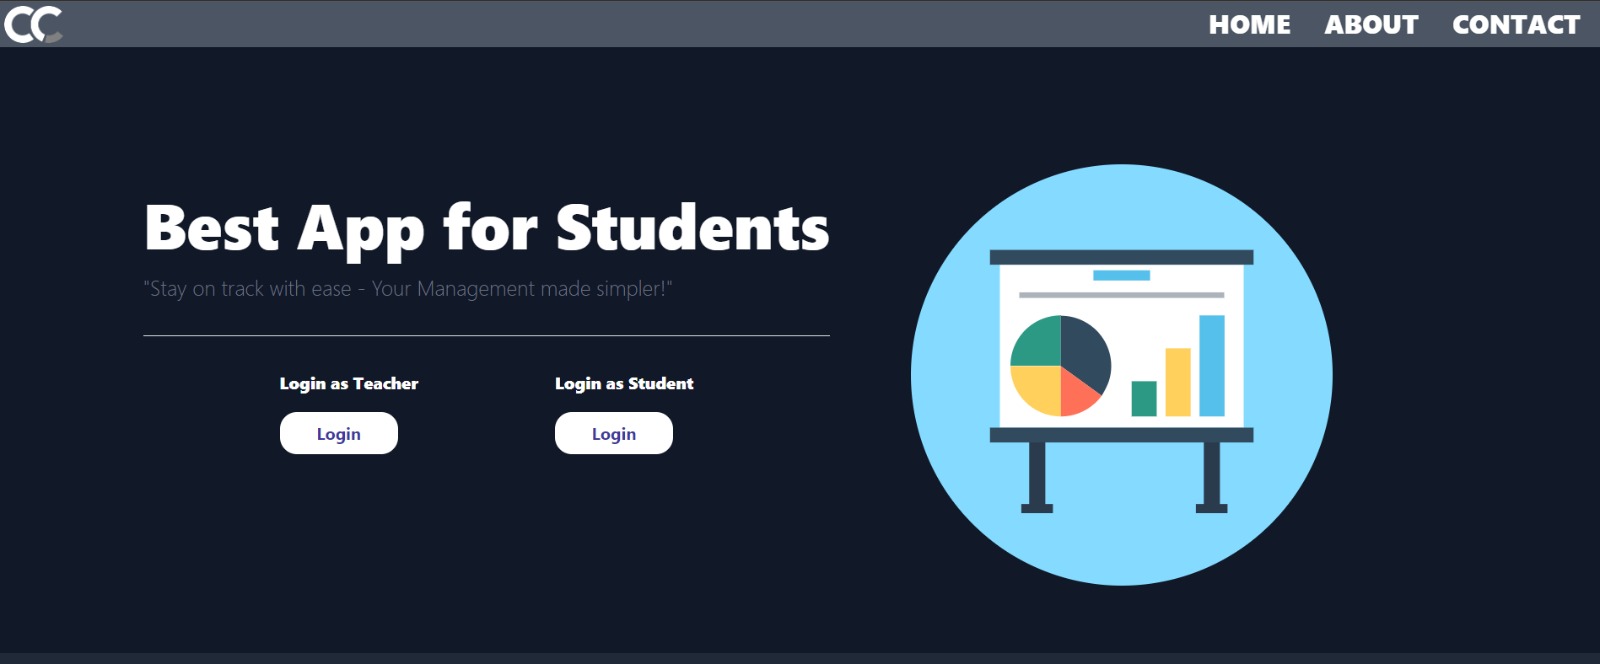 CC
HOME ABOUT CONTACT
Best App for Students
"Stay on track with ease - Your Management made simpler!"
Login as Teacher
Login as Student
Login
Login